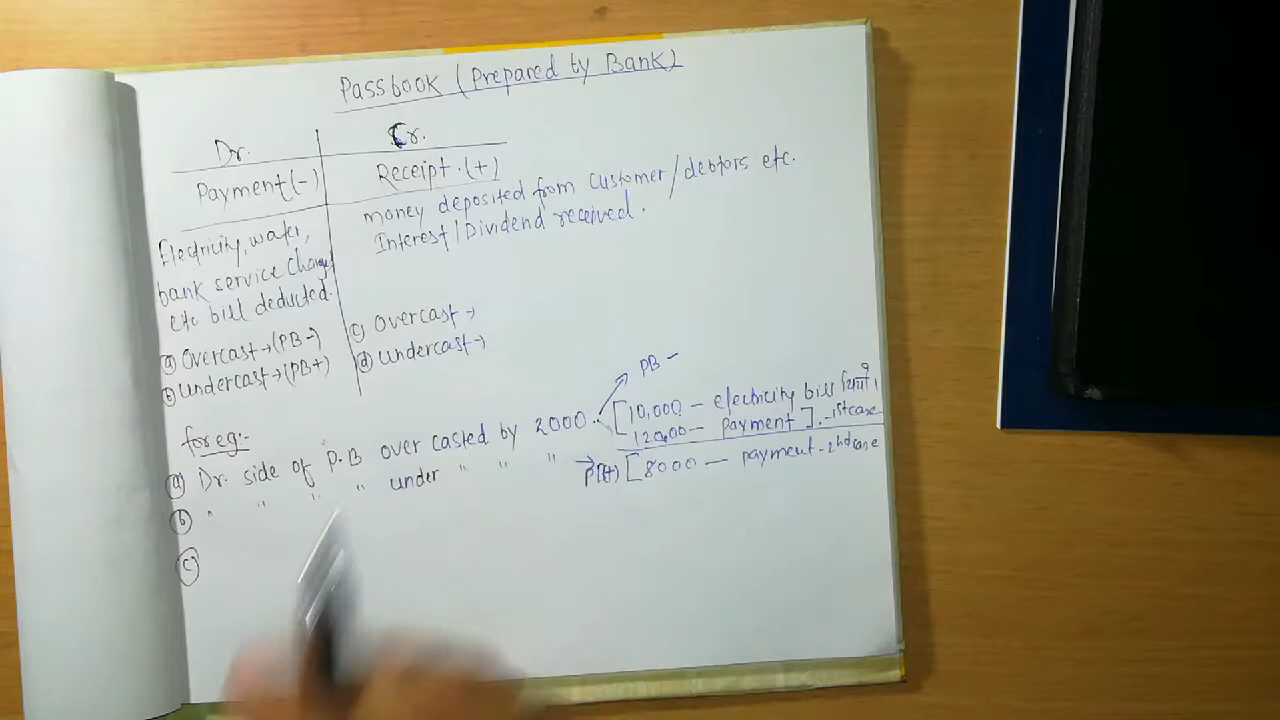 Passbook (Prepared by Bank)
Dr.
Cr.
Payment (-)
Receipt. (+)
money deposited from customer/debtors etc.
Interest/Dividend received.
Electricity, water,
bank service charge
etc bill deducted.
(a) Overcast → (PB-)
(b) Undercast → (PB+)
(c) Overcast →
(d) Undercast →
for eg:-
(a) Dr. side of P.B over casted by 2000..
(b) " " " " under " " "
(c)
PB -
[10,000 - electricity bill
120,00 - payment]. - 1st case
P(+) [8000 - payment - 2nd case